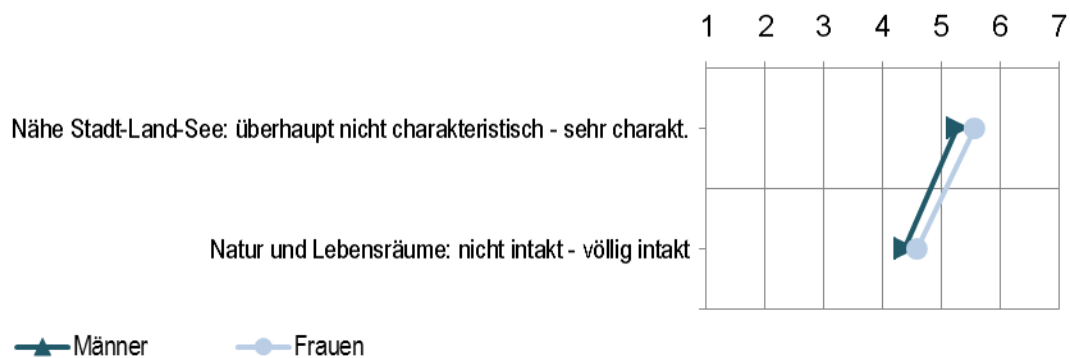 1 2 3 4 5 6 7
Nähe Stadt-Land-See: überhaupt nicht charakteristisch - sehr charakt.
Natur und Lebensräume: nicht intakt - völlig intakt
Männer Frauen